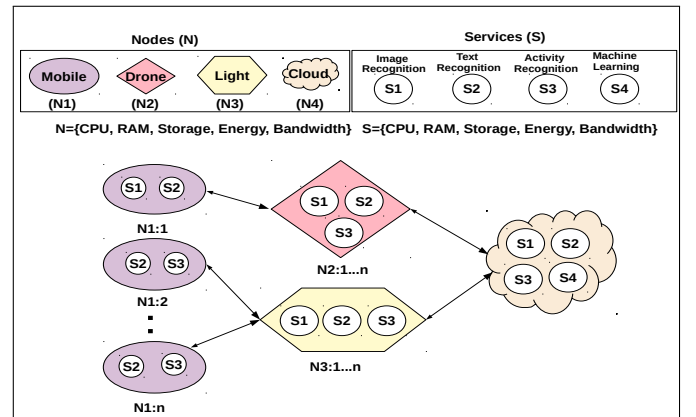 Nodes (N)
Services (S)
Mobile
(N1)
Drone
(N2)
Light
(N3)
Cloud
(N4)
Image
Recognition
S1
Text
Recognition
S2
Activity
Recognition
S3
Machine
Learning
S4
N={CPU, RAM, Storage, Energy, Bandwidth}
S={CPU, RAM, Storage, Energy, Bandwidth}
S1 S2
N1:1
S2 S3
N1:2
S2 S3
N1:n
S1 S2
S3
N2:1...n
S1 S2 S3
N3:1...n
S1 S2
S3 S4